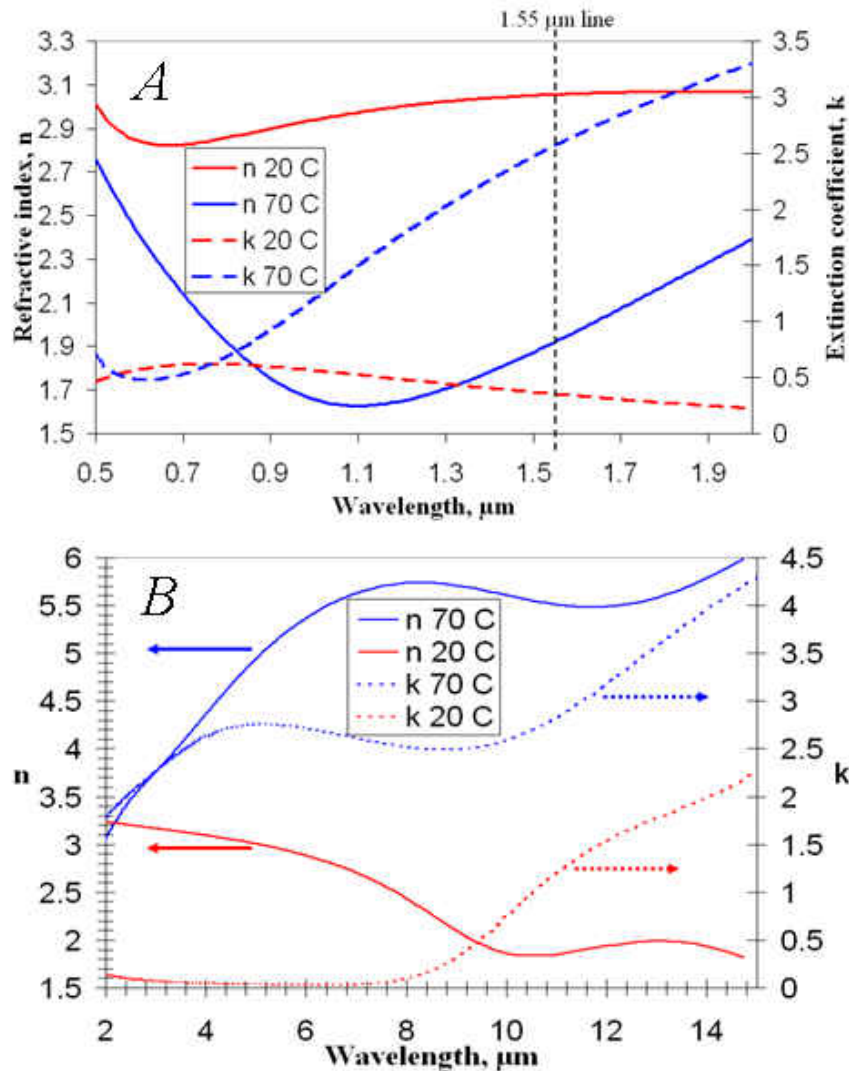 1.55 µm line
A
3.3
3.1
2.9
2.7
2.5
2.3
2.1
1.9
1.7
1.5
Refractive index, n
n 20 C
n 70 C
k 20 C
k 70 C
3.5
3
2.5
2
1.5
1
0.5
0
Extinction coefficient, k
0.5 0.7 0.9 1.1 1.3 1.5 1.7 1.9
Wavelength, µm
B
6
5.5
5
4.5
4
3.5
3
2.5
2
1.5
n
n 70 C
n 20 C
k 70 C
k 20 C
4.5
4
3.5
3
2.5
2
1.5
1
0.5
0
k
2 4 6 8 10 12 14
Wavelength, µm